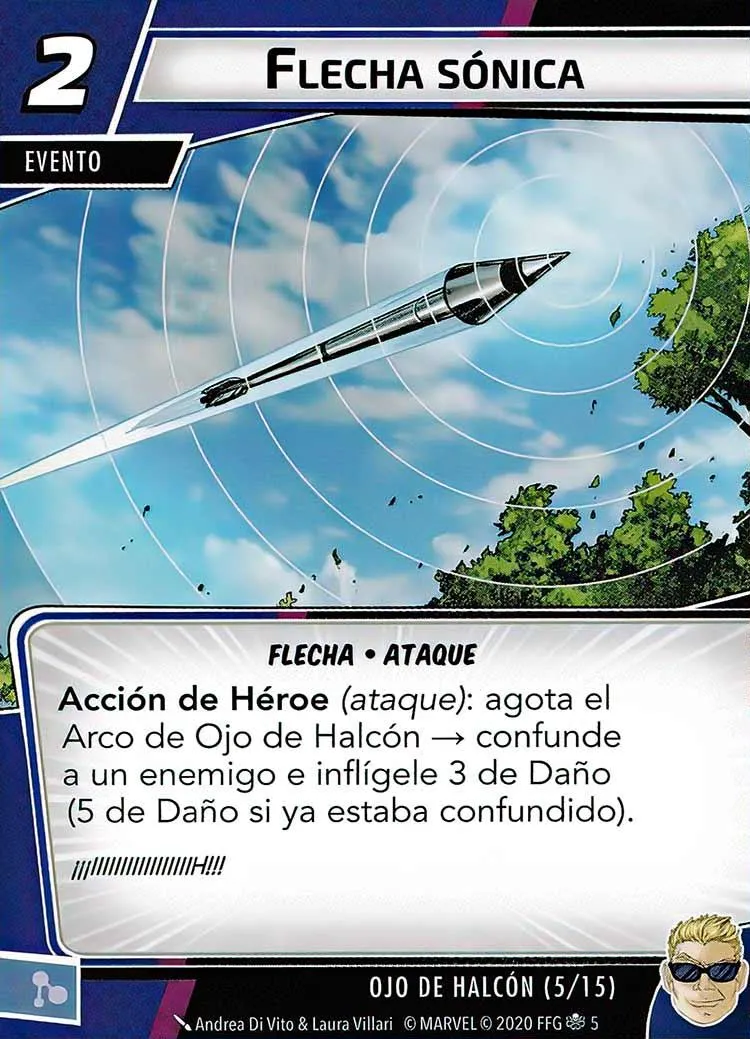 2
FLECHA SÓNICA
EVENTO
FLECHA • ATAQUE
Acción de Héroe (ataque): agota el
Arco de Ojo de Halcón → confunde
a un enemigo e inflígele 3 de Daño
(5 de Daño si ya estaba confundido).
OJO DE HALCÓN (5/15)
Andrea Di Vito & Laura Villari © MARVEL © 2020 FFG 5